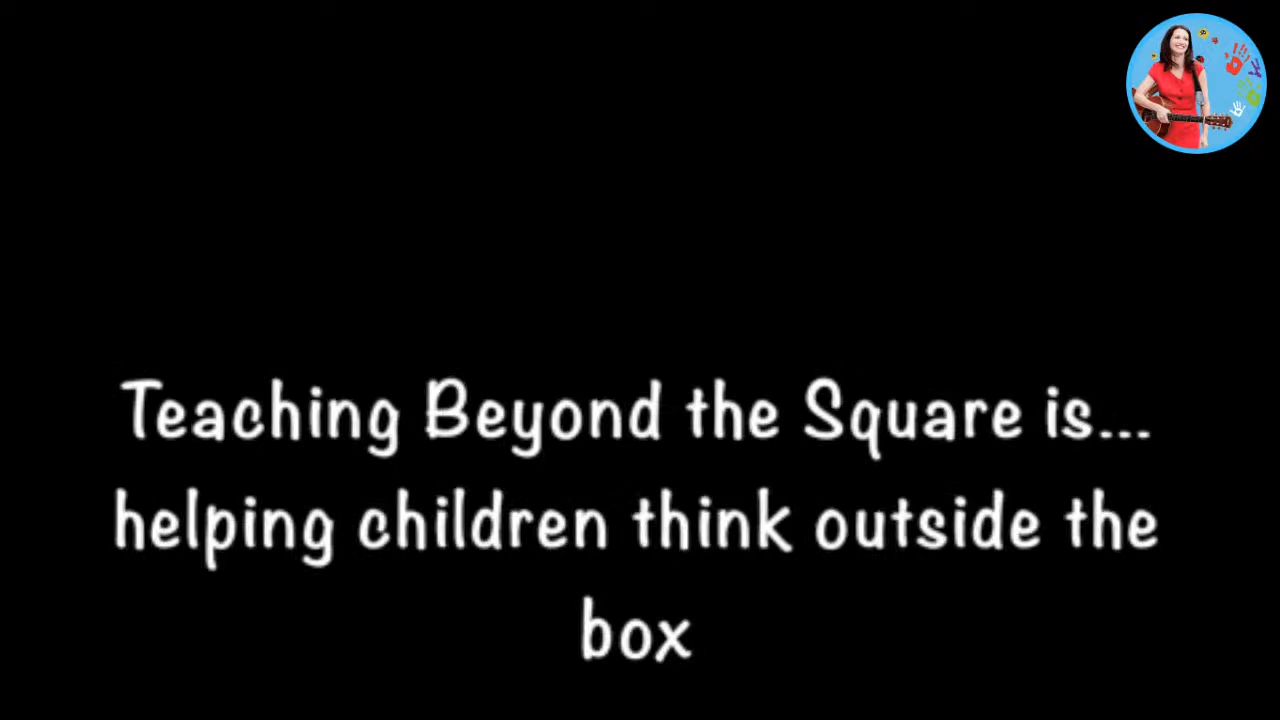 Teaching Beyond the Square is...
helping children think outside the
box